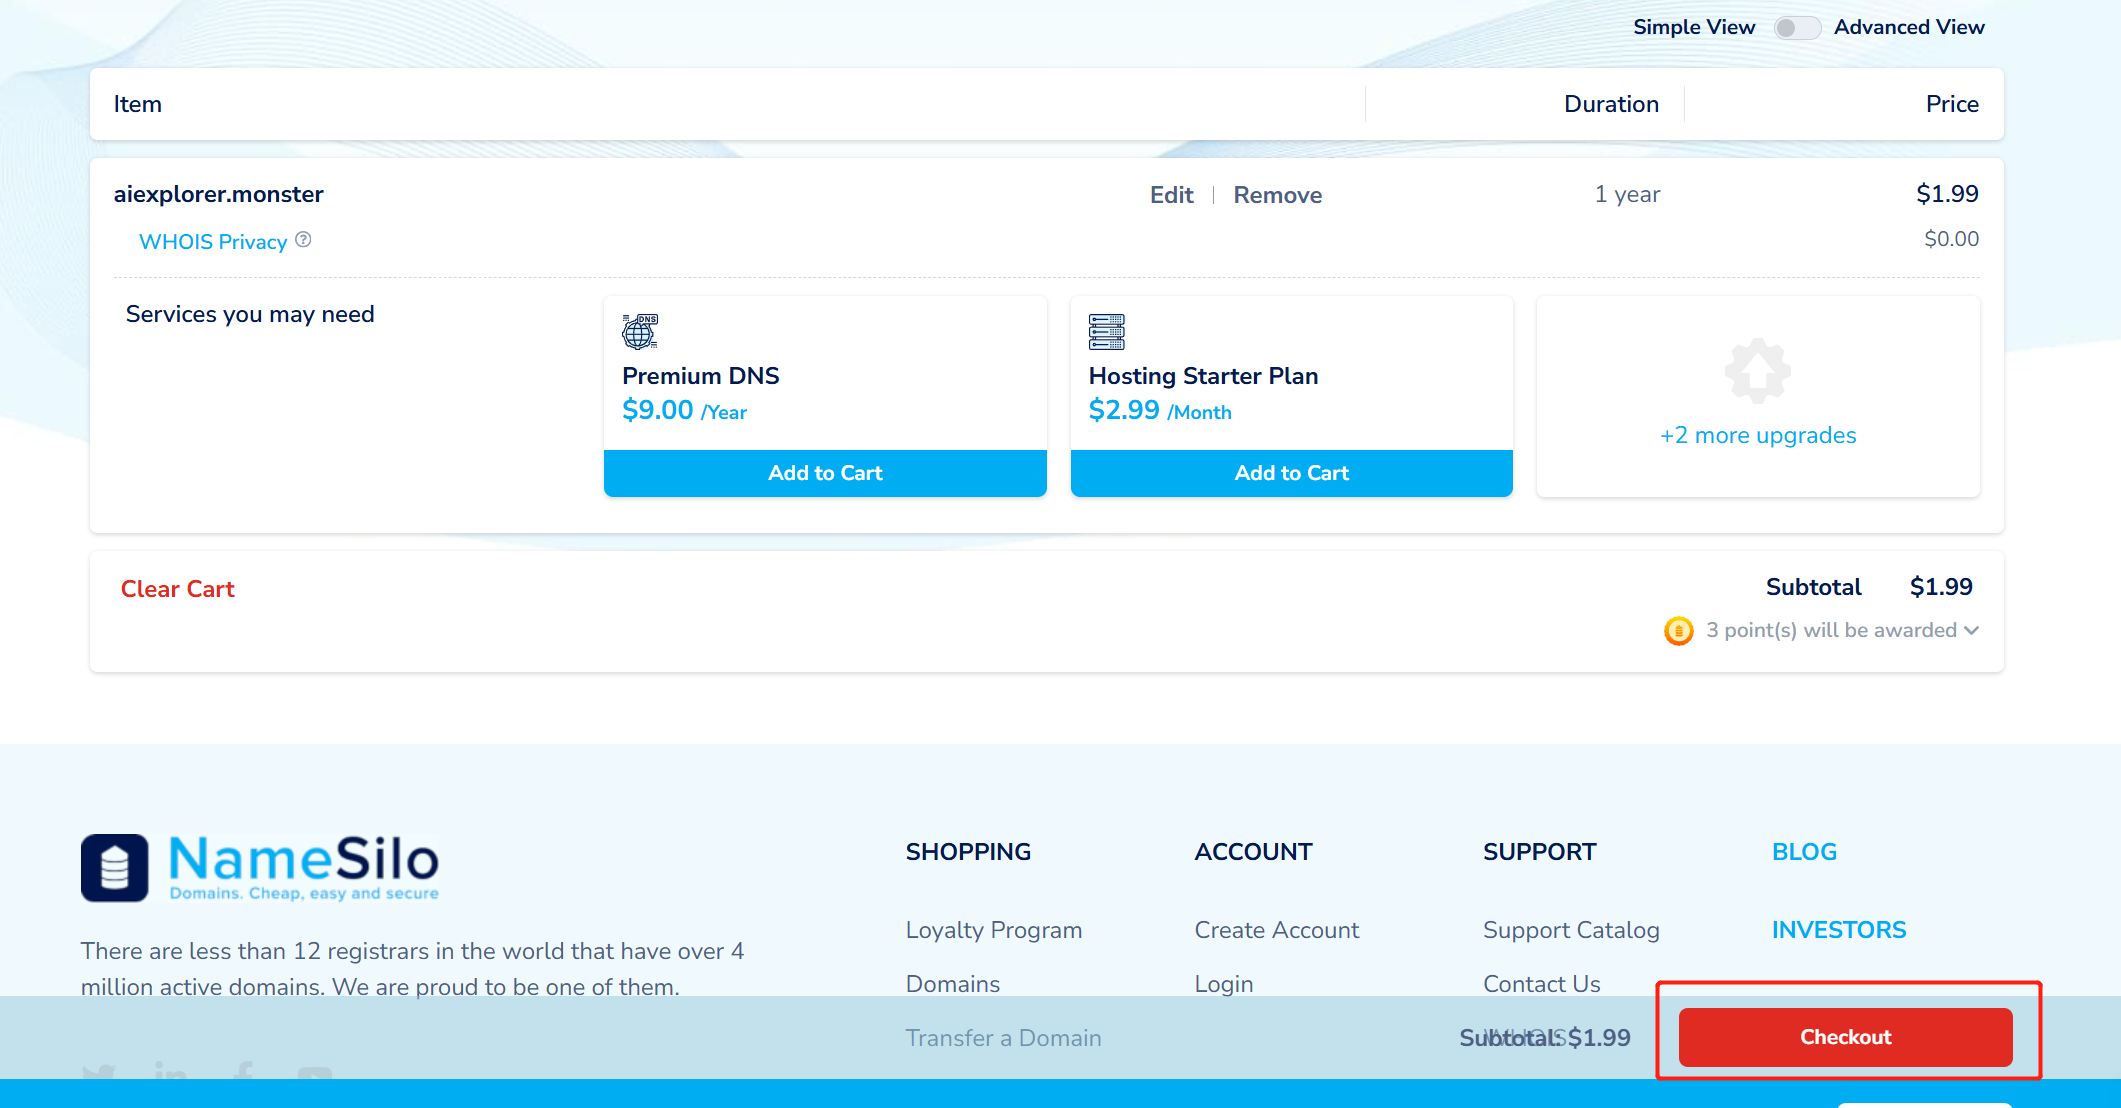 Simple View Advanced View
Item Duration Price
aiexplorer.monster Edit Remove 1 year $1.99
WHOIS Privacy ? $0.00
Services you may need
DNS
Premium DNS
$9.00 /Year
Add to Cart
Hosting Starter Plan
$2.99 /Month
Add to Cart
+2 more upgrades
Clear Cart Subtotal $1.99
3 point(s) will be awarded
NameSilo
Domains. Cheap, easy and secure
There are less than 12 registrars in the world that have over 4
million active domains. We are proud to be one of them.
SHOPPING
Loyalty Program
Domains
Transfer a Domain
ACCOUNT
Create Account
Login
SUPPORT
Support Catalog
Contact Us
WHOIS
BLOG
INVESTORS
Subtotal: $1.99
Checkout